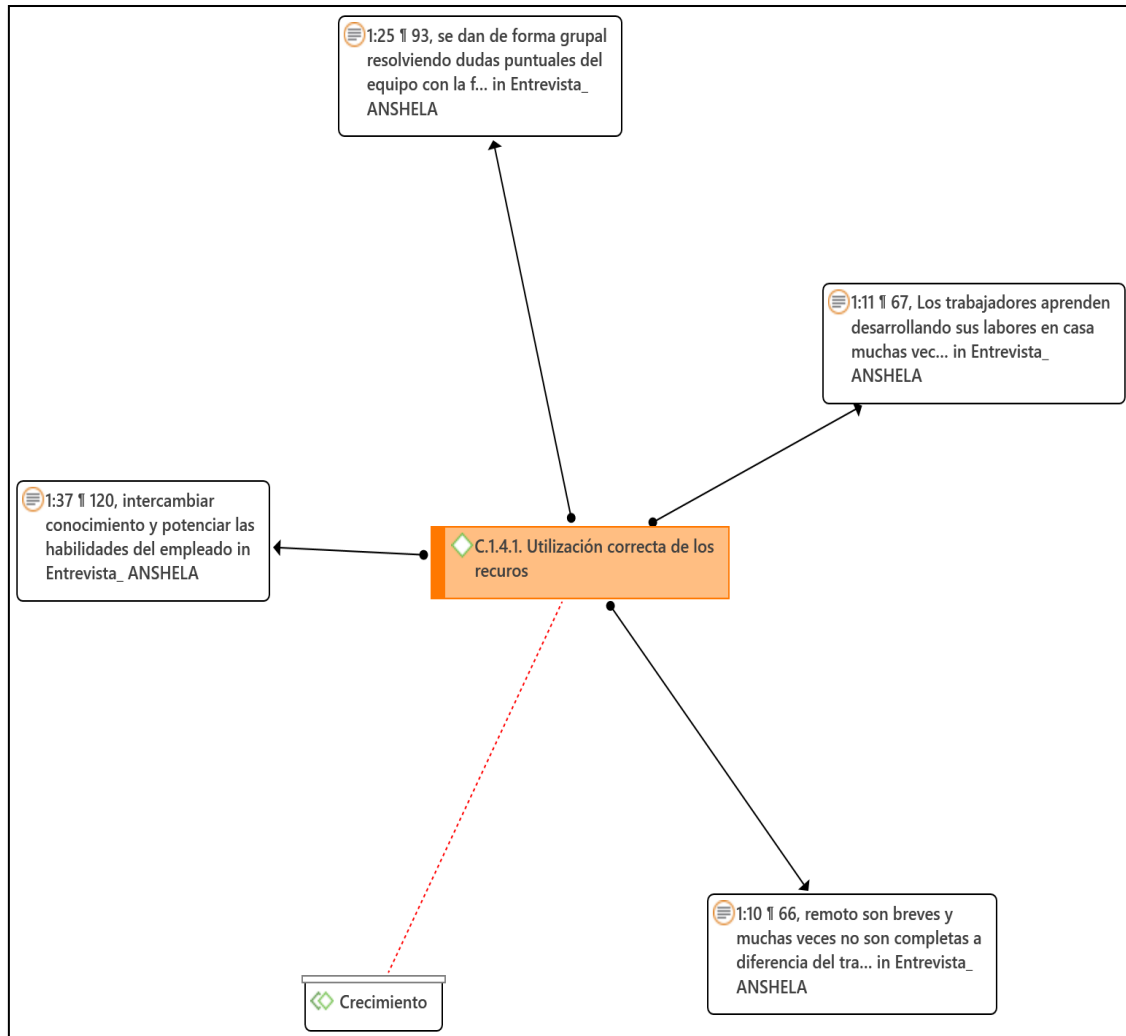 1:25 ¶ 93, se dan de forma grupal
resolviendo dudas puntuales del
equipo con la f... in Entrevista_
ANSHELA
1:11 ¶ 67, Los trabajadores aprenden
desarrollando sus labores en casa
muchas vec... in Entrevista_
ANSHELA
1:37 ¶ 120, intercambiar
conocimiento y potenciar las
habilidades del empleado in
Entrevista_ ANSHELA
C.1.4.1. Utilización correcta de los
recuros
1:10 ¶ 66, remoto son breves y
muchas veces no son completas a
diferencia del tra... in Entrevista_
ANSHELA
Crecimiento